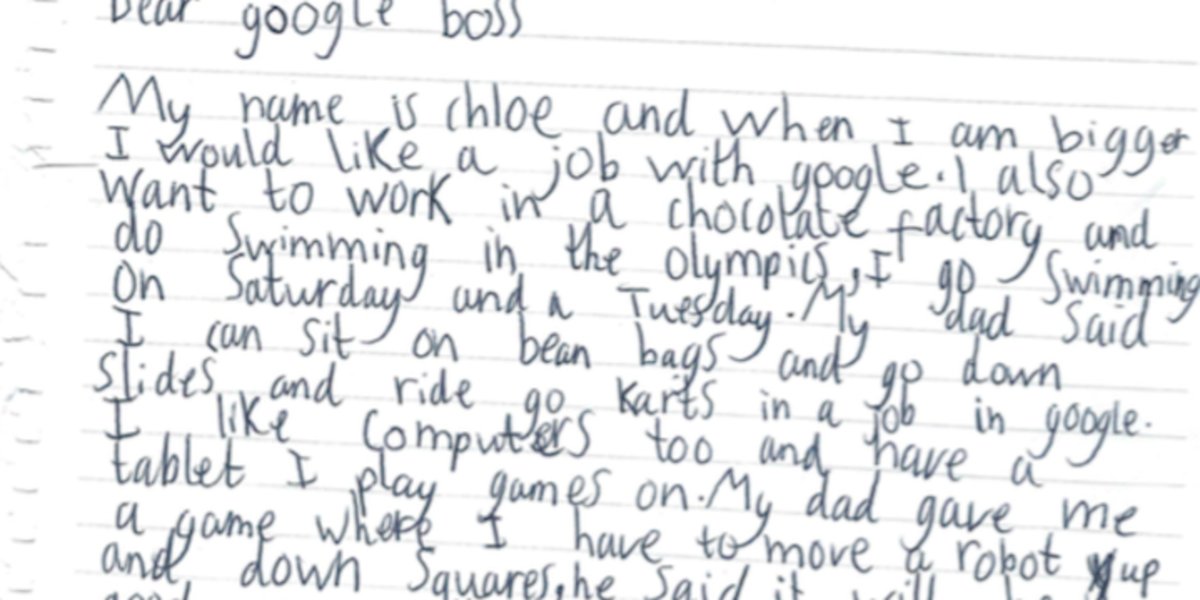 Dear google boss
My name is chloe and when I am bigger
I would like a job with google. I also
want to work in a chocolate factory and
do Swimming in the olympics, I go Swimming
on Saturday and a Tuesday. My dad said
I can sit on bean bags and go down
Slides and ride go karts in a job in google.
I like computers too and have a
tablet I play games on. My dad gave me
a game where I have to move a robot up
and down Squares, he said it will be
good